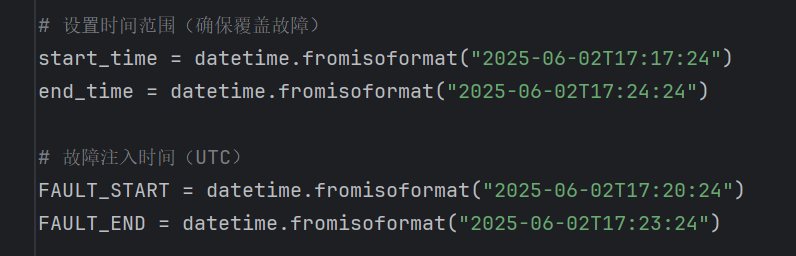 # 设置时间范围（确保覆盖故障）
start_time = datetime.fromisoformat("2025-06-02T17:17:24")
end_time = datetime.fromisoformat("2025-06-02T17:24:24")
# 故障注入时间（UTC）
FAULT_START = datetime.fromisoformat("2025-06-02T17:20:24")
FAULT_END = datetime.fromisoformat("2025-06-02T17:23:24")